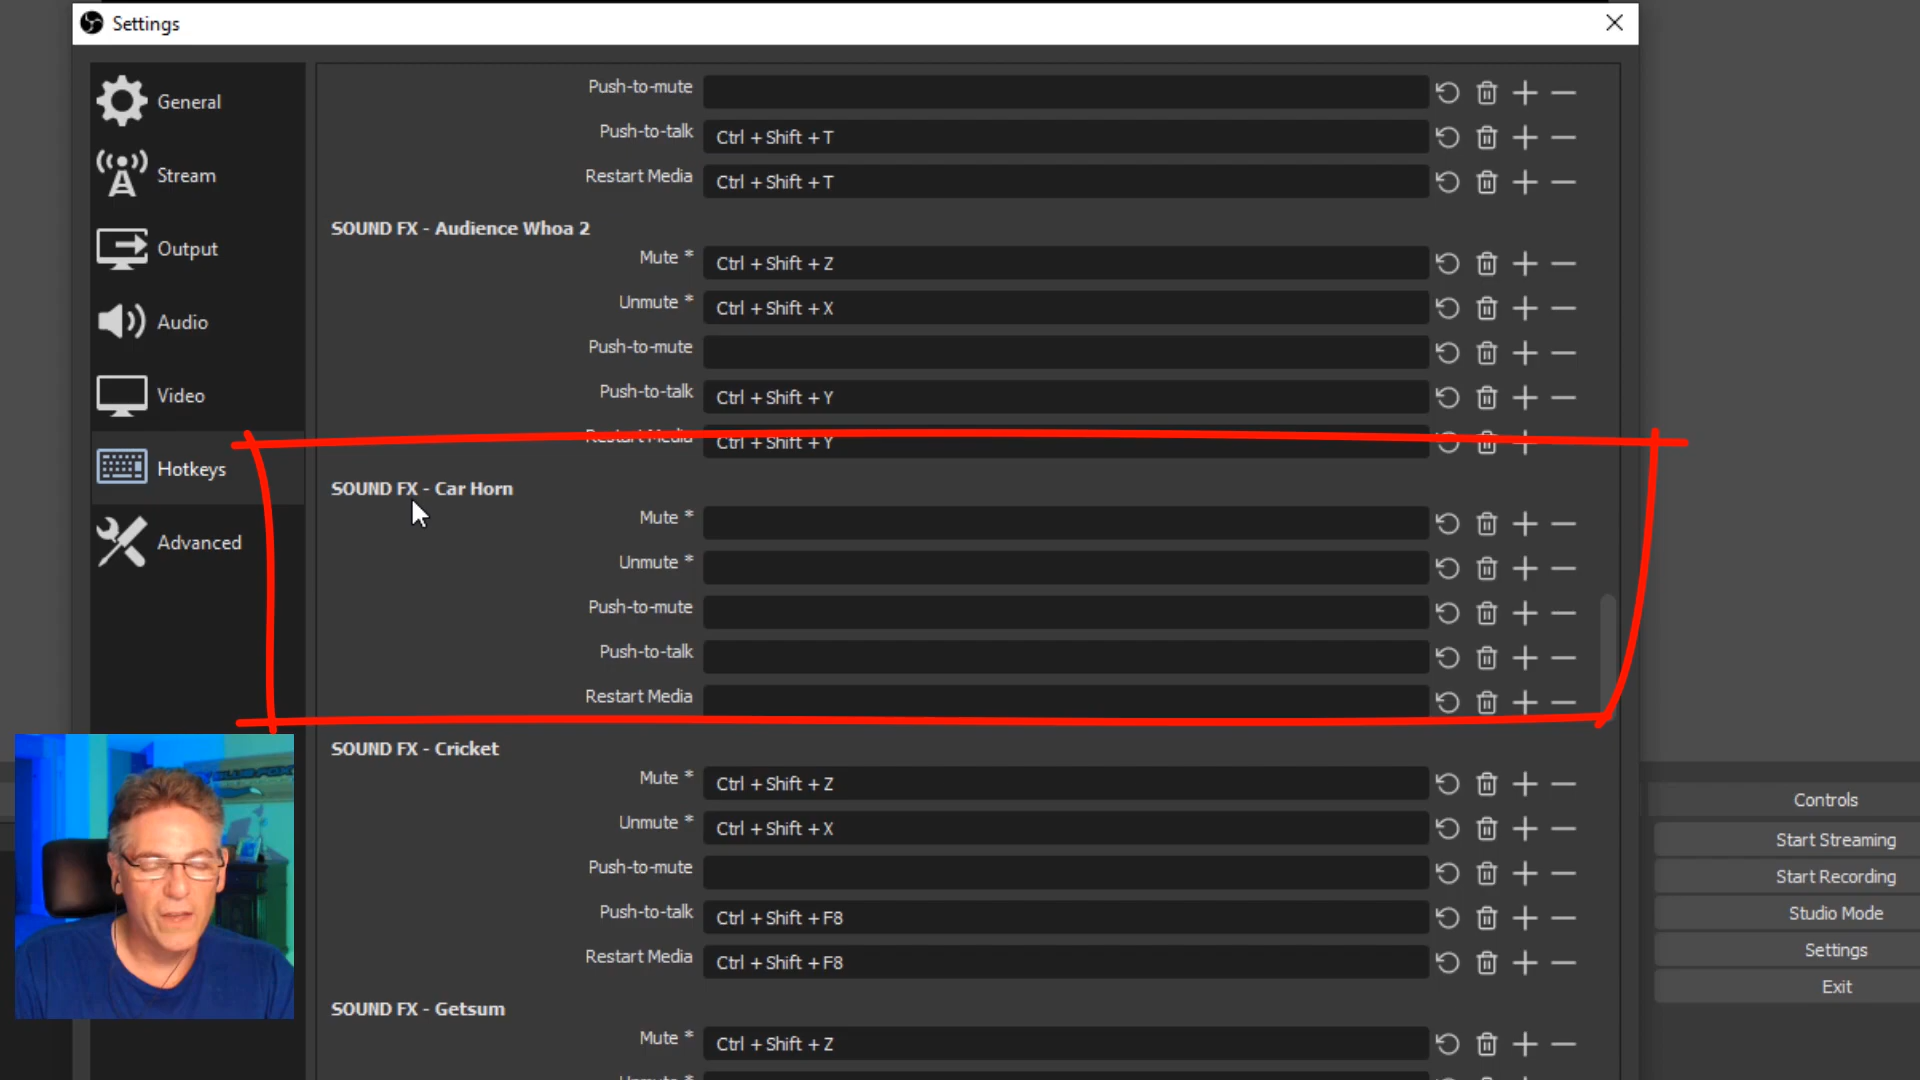 Settings
General
Stream
Output
Audio
Video
Hotkeys
Advanced
Push-to-mute
Push-to-talk Ctrl + Shift + T
Restart Media Ctrl + Shift + T
SOUND FX - Audience Whoa 2
Mute * Ctrl + Shift + Z
Unmute * Ctrl + Shift + X
Push-to-mute
Push-to-talk Ctrl + Shift + Y
Restart Media Ctrl + Shift + Y
SOUND FX - Car Horn
Mute *
Unmute *
Push-to-mute
Push-to-talk
Restart Media
SOUND FX - Cricket
Mute * Ctrl + Shift + Z
Unmute * Ctrl + Shift + X
Push-to-mute
Push-to-talk Ctrl + Shift + F8
Restart Media Ctrl + Shift + F8
SOUND FX - Getsum
Mute * Ctrl + Shift + Z
Controls
Start Streaming
Start Recording
Studio Mode
Settings
Exit